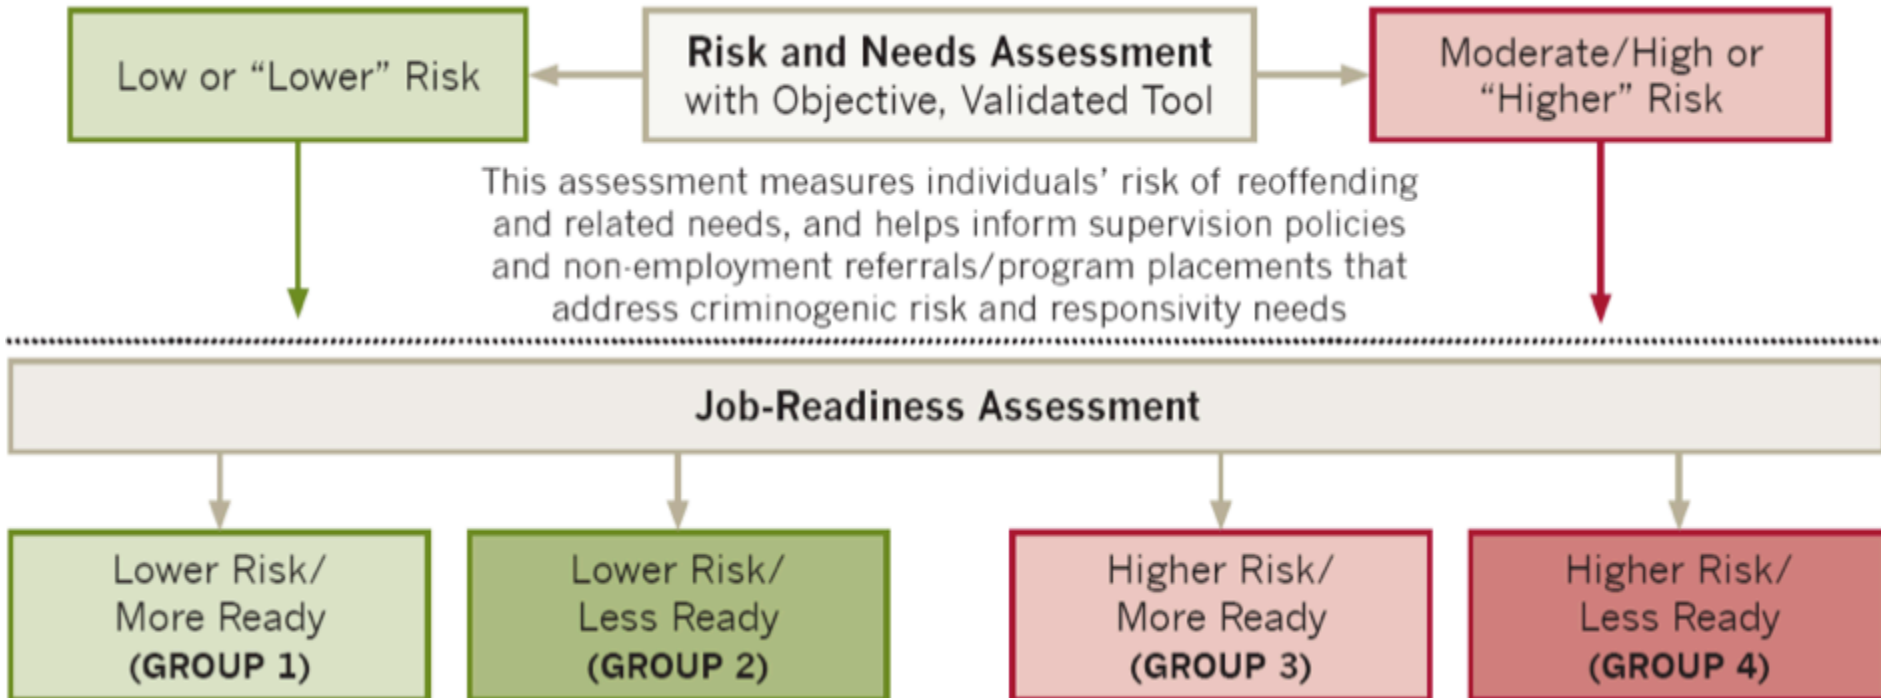 Low or “Lower” Risk
Risk and Needs Assessment
with Objective, Validated Tool
Moderate/High or
“Higher” Risk
This assessment measures individuals’ risk of reoffending
and related needs, and helps inform supervision policies
and non-employment referrals/program placements that
address criminogenic risk and responsivity needs
Job-Readiness Assessment
Lower Risk/
More Ready
(GROUP 1)
Lower Risk/
Less Ready
(GROUP 2)
Higher Risk/
More Ready
(GROUP 3)
Higher Risk/
Less Ready
(GROUP 4)